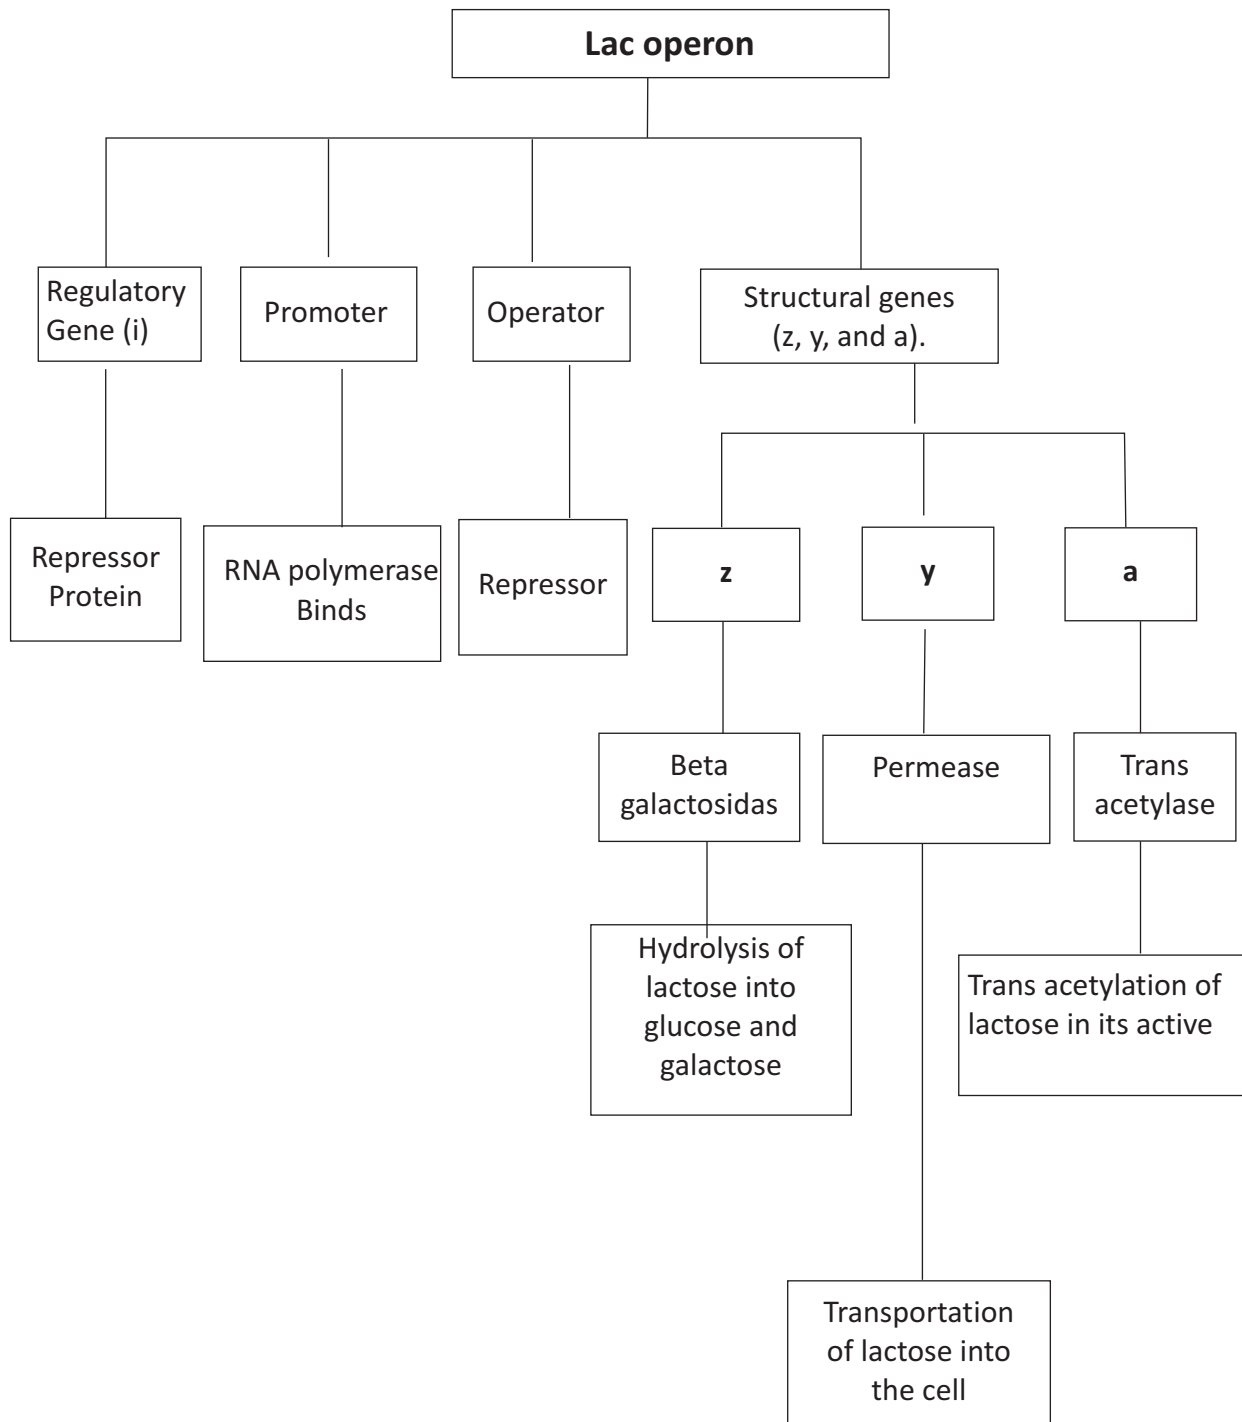 Lac operon
Regulatory
Gene (i)
Promoter
Operator
Structural genes
(z, y, and a).
Repressor
Protein
RNA polymerase
Binds
Repressor
z
y
a
Beta
galactosidas
Permease
Trans
acetylase
Hydrolysis of
lactose into
glucose and
galactose
Trans acetylation of
lactose in its active
Transportation
of lactose into
the cell